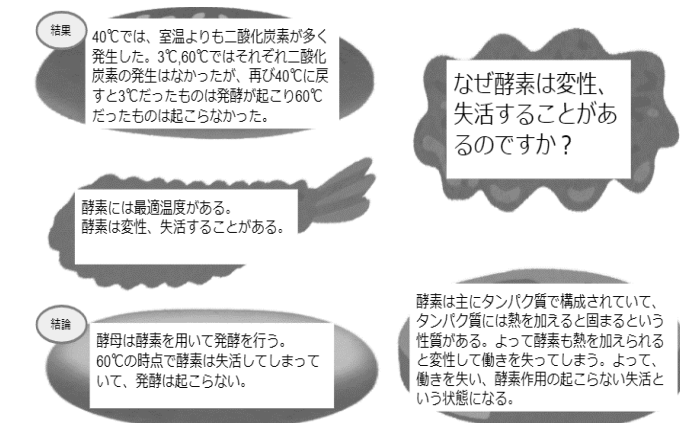 結果
40℃では、室温よりも二酸化炭素が多く
発生した。3℃,60℃ではそれぞれ二酸化
炭素の発生はなかったが、再び40℃に戻
すと3℃だったものは発酵が起こり60℃
だったものは起こらなかった。
酵素には最適温度がある。
酵素は変性、失活することがある。
結論
酵母は酵素を用いて発酵を行う。
60℃の時点で酵素は失活してしまって
いて、発酵は起こらない。
なぜ酵素は変性、
失活することがあ
るのですか？
酵素は主にタンパク質で構成されていて、
タンパク質には熱を加えると固まるという
性質がある。よって酵素も熱を加えられる
と変性して働きを失ってしまう。よって、
働きを失い、酵素作用の起こらない失活と
いう状態になる。